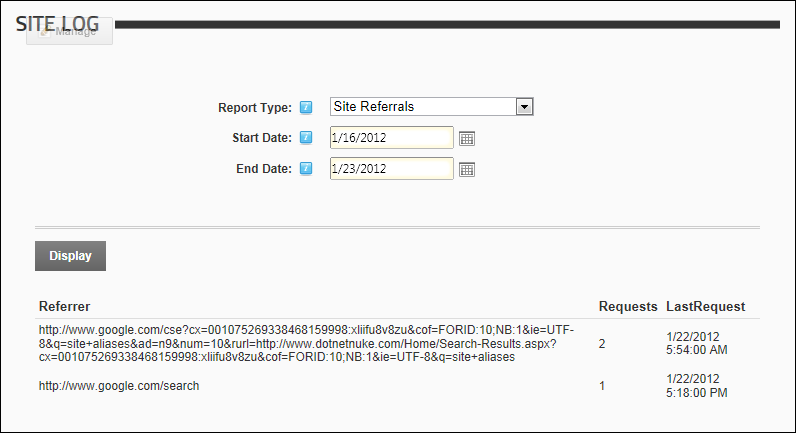 SITE LOG
Manage
Report Type: Site Referrals
Start Date: 1/16/2012
End Date: 1/23/2012
Display
Referrer Requests LastRequest
http://www.google.com/cse?cx=001075269338468159998:xliifu8v8zu&cof=FORID:10;NB:1&ie=UTF-
8&q=site+aliases&ad=n9&num=10&rurl=http://www.dotnetnuke.com/Home/Search-Results.aspx?
cx=001075269338468159998:xliifu8v8zu&cof=FORID:10;NB:1&ie=UTF-8&q=site+aliases
2
1/22/2012
5:54:00 AM
http://www.google.com/search
1
1/22/2012
5:18:00 PM